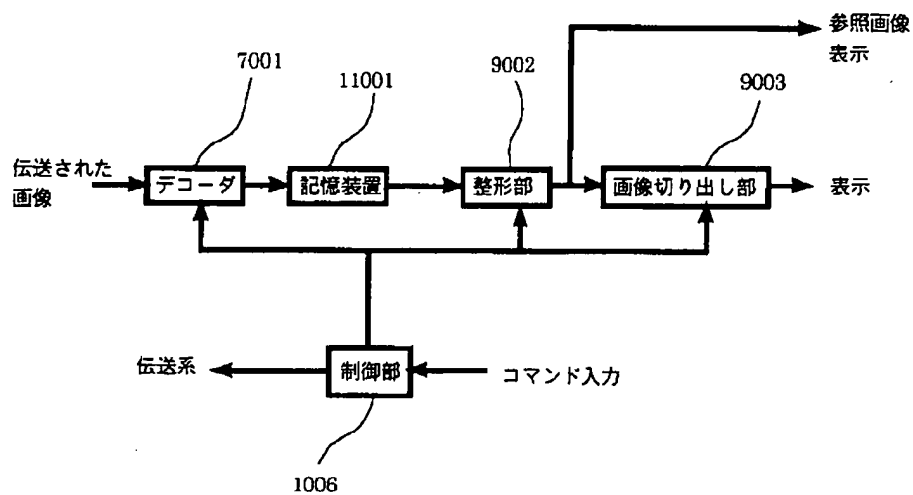 参照画像
表示
7001
11001
9002
9003
伝送された
画像
デコーダ
記憶装置
整形部
画像切り出し部
表示
伝送系
制御部
コマンド入力
1006